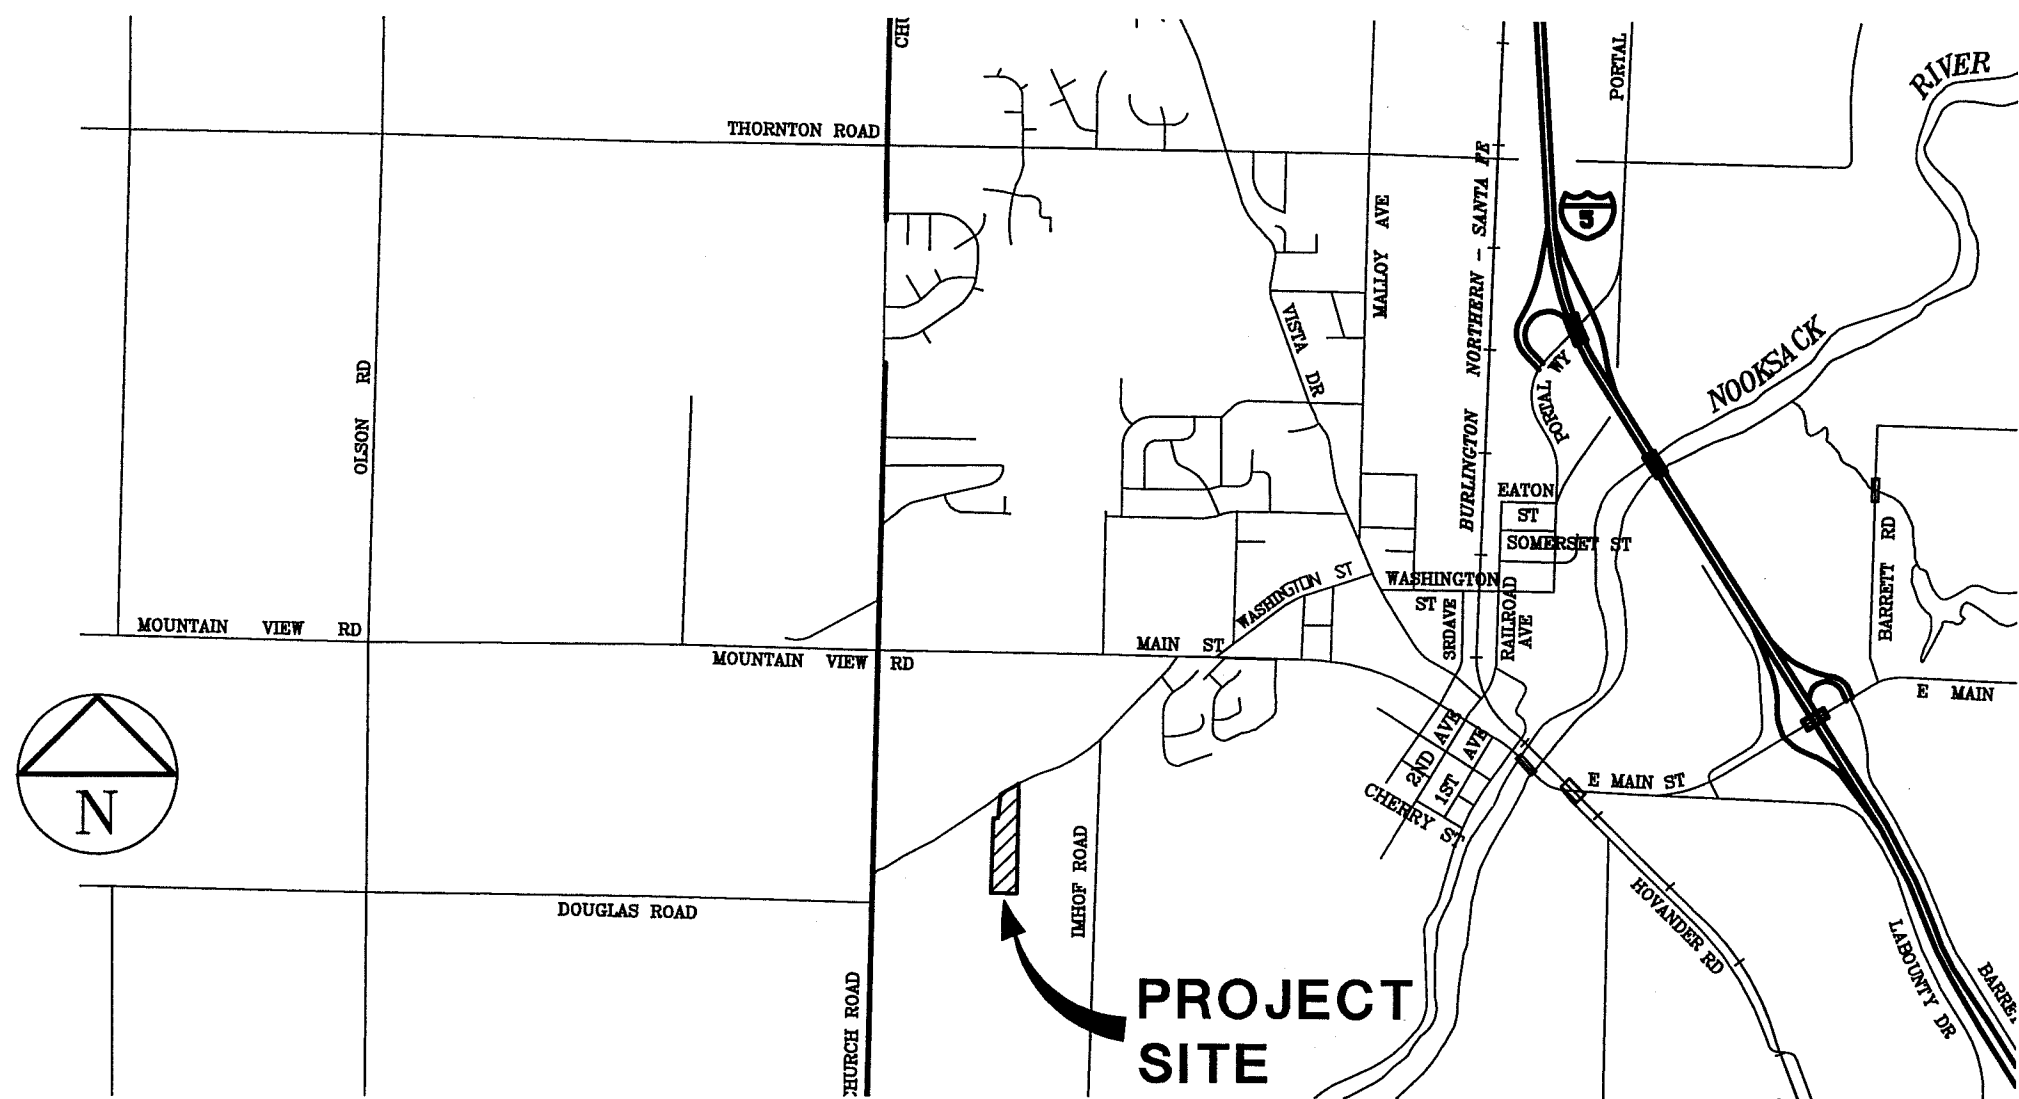 CHU
PORTAL
RIVER
THORNTON ROAD
BURLINGTON NORTHERN - SANTA FE
MALLOY AVE
5
VISTA DR
NOOKSACK
OLSON RD
PORTAL WY
EATON
ST
SOMERSET ST
BARRETT RD
WASHINGTON ST
WASHINGTON
ST
3RDAVE
RAILROAD
AVE
MOUNTAIN VIEW RD
MAIN ST
MOUNTAIN VIEW RD
E MAIN
2ND AVE
1ST AVE
CHERRY ST
E MAIN ST
N
IMHOF ROAD
DOUGLAS ROAD
HOVANDER RD
LABOUNTY DR
BARRET
CHURCH ROAD
PROJECT
SITE